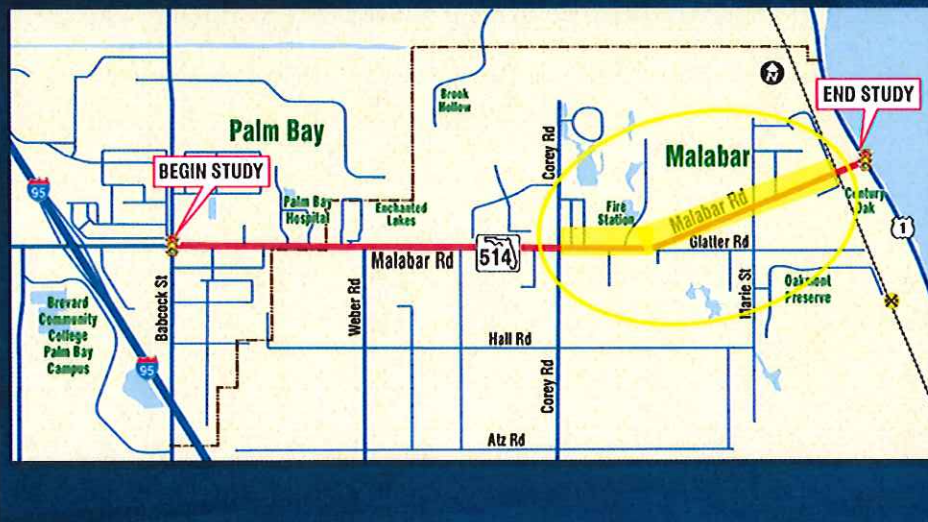 N
Brook
Hollow
END STUDY
Palm Bay
Corey Rd
Malabar
BEGIN STUDY
95
Palm Bay
Hospital
Enchanted
Lakes
Fire
Station
Malabar Rd
Century
Oak
1
Glatter Rd
514
Malabar Rd
Babcock St
Weber Rd
Marie St
Oakmont
Preserve
Brevard
Community
College
Palm Bay
Campus
Hall Rd
95
Corey Rd
Atz Rd